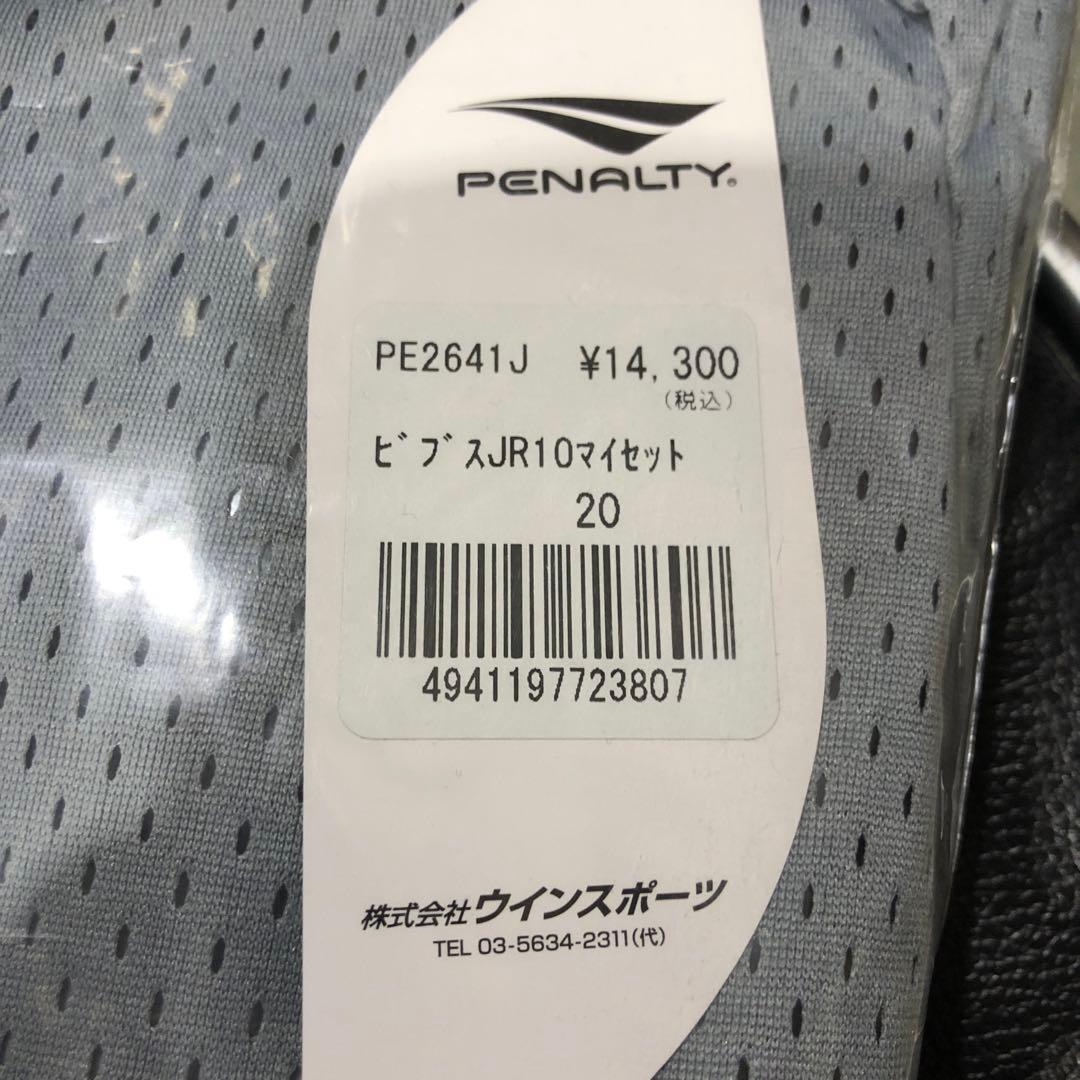 PENALTY®
PE2641J ¥14,300
(税込)
ﾋﾞﾌﾞｽJR10ﾏｲｾｯﾄ
20
4941197723807
株式会社ウインスポーツ
TEL 03-5634-2311(代)